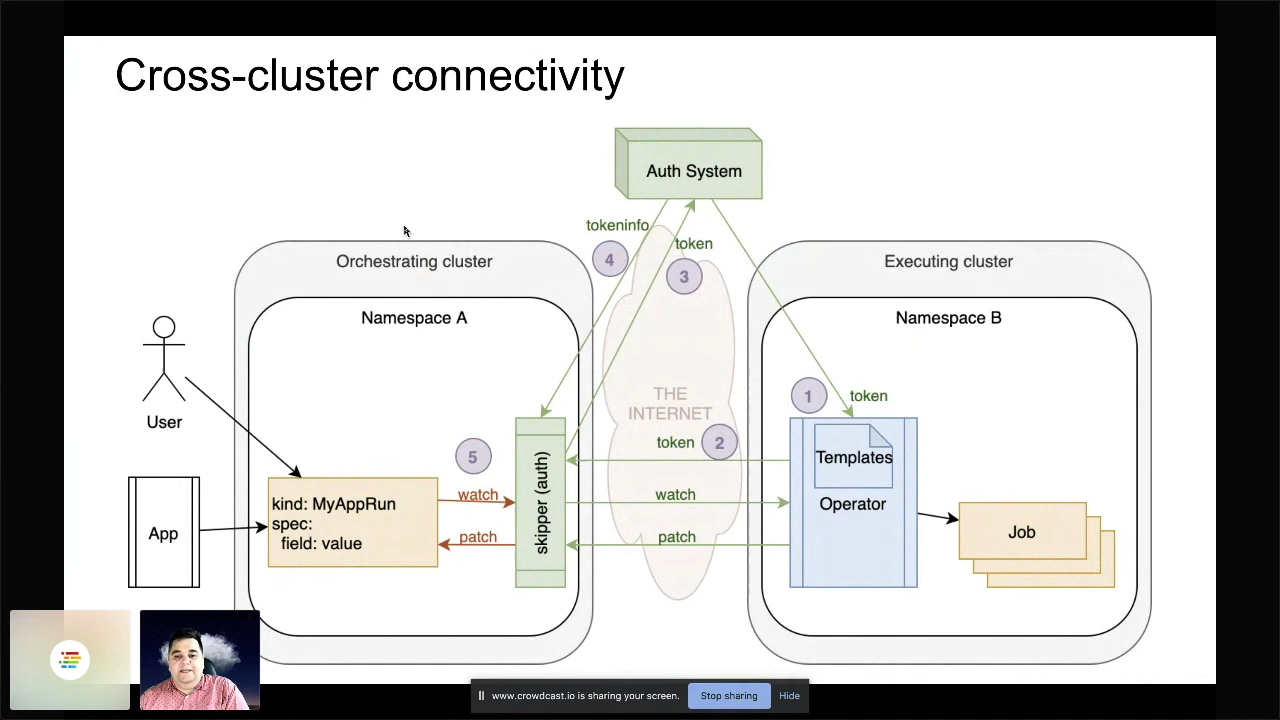 Cross-cluster connectivity
Auth System
tokeninfo
4
token
3
Orchestrating cluster
Executing cluster
Namespace A
Namespace B
User
THE
INTERNET
1
token
5
token
2
Templates
kind: MyAppRun
spec:
field: value
watch
patch
skipper (auth)
watch
patch
Operator
App
Job
www.crowdcast.io is sharing your screen.
Stop sharing
Hide